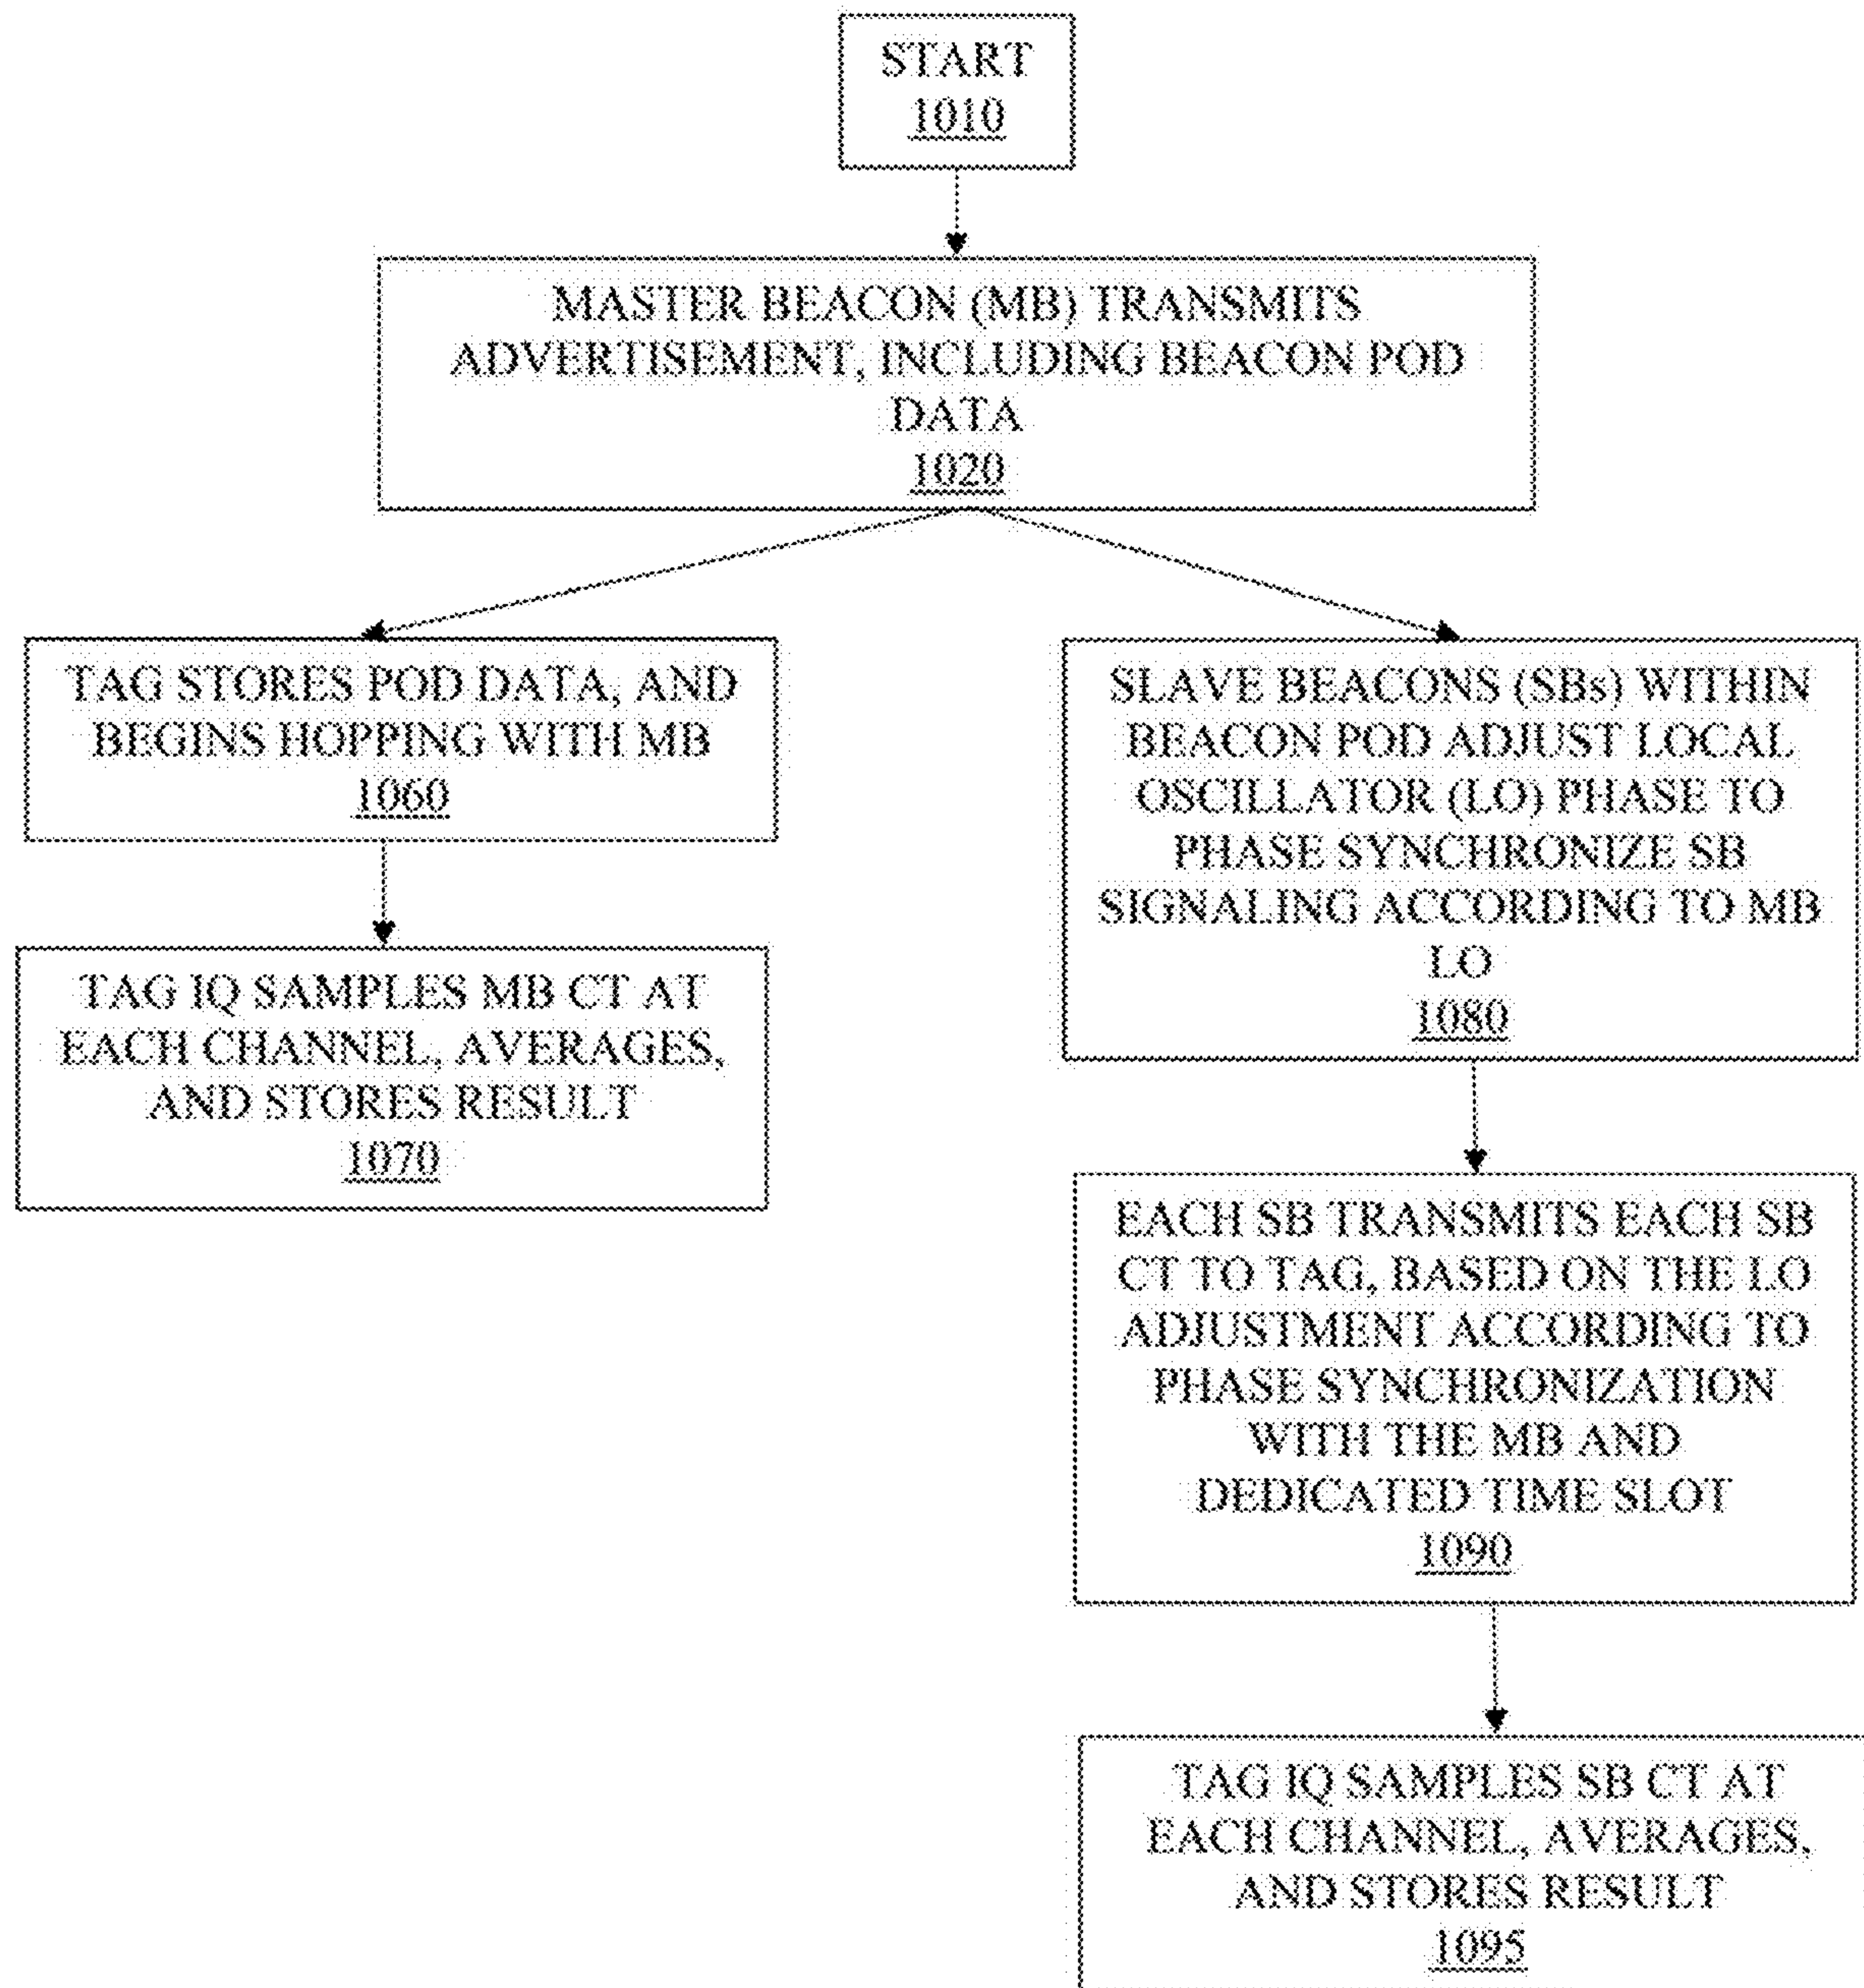 START
1010
MASTER BEACON (MB) TRANSMITS
ADVERTISEMENT, INCLUDING BEACON POD
DATA
1020
TAG STORES POD DATA, AND
BEGINS HOPPING WITH MB
1060
TAG IQ SAMPLES MB CT AT
EACH CHANNEL, AVERAGES,
AND STORES RESULT
1070
SLAVE BEACONS (SBs) WITHIN
BEACON POD ADJUST LOCAL
OSCILLATOR (LO) PHASE TO
PHASE SYNCHRONIZE SB
SIGNALING ACCORDING TO MB
LO
1080
EACH SB TRANSMITS EACH SB
CT TO TAG, BASED ON THE LO
ADJUSTMENT ACCORDING TO
PHASE SYNCHRONIZATION
WITH THE MB AND
DEDICATED TIME SLOT
1090
TAG IQ SAMPLES SB CT AT
EACH CHANNEL, AVERAGES,
AND STORES RESULT
1095